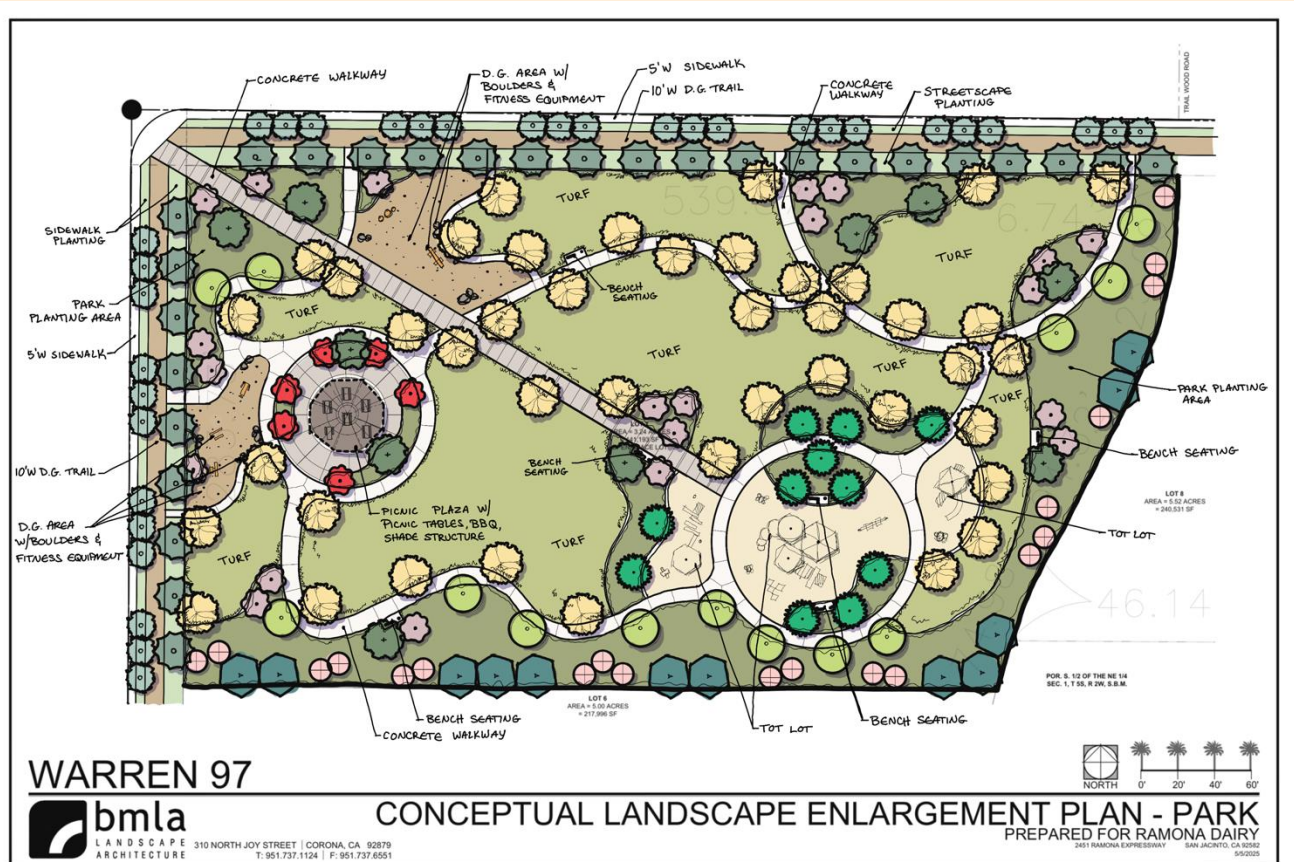 CONCRETE WALKWAY
D.G. AREA W/
BOULDERS &
FITNESS EQUIPMENT
5'W SIDEWALK
10'W D.G. TRAIL
CONCRETE
WALKWAY
STREETSCAPE
PLANTING
TRAIL WOOD ROAD
TURF
539.
6.74
TURF
SIDEWALK
PLANTING
BENCH
SEATING
PARK
PLANTING AREA
TURF
5'W SIDEWALK
TURF
TURF
PARK PLANTING
AREA
TURF
BENCH
SEATING
BENCH SEATING
10'W D.G. TRAIL
LOT 8
AREA = 5.52 ACRES
= 240,531 SF
D.G. AREA
W/BOULDERS &
FITNESS EQUIPMENT
PICNIC PLAZA W/
PICNIC TABLES, BBQ,
SHADE STRUCTURE
TURF
TOT LOT
TURF
46.14
POR. S. 1/2 OF THE NE 1/4
SEC. 1, T 5S, R 2W, S.B.M.
LOT 6
AREA = 5.00 ACRES
= 217,996 SF
BENCH SEATING
CONCRETE WALKWAY
TOT LOT
BENCH SEATING
WARREN 97
NORTH
0' 20' 40' 60'
bmla
LANDSCAPE
ARCHITECTURE
310 NORTH JOY STREET | CORONA, CA 92879
T: 951.737.1124 | F: 951.737.6551
CONCEPTUAL LANDSCAPE ENLARGEMENT PLAN - PARK
PREPARED FOR RAMONA DAIRY
2451 RAMONA EXPRESSWAY SAN JACINTO, CA 92582
5/5/2025